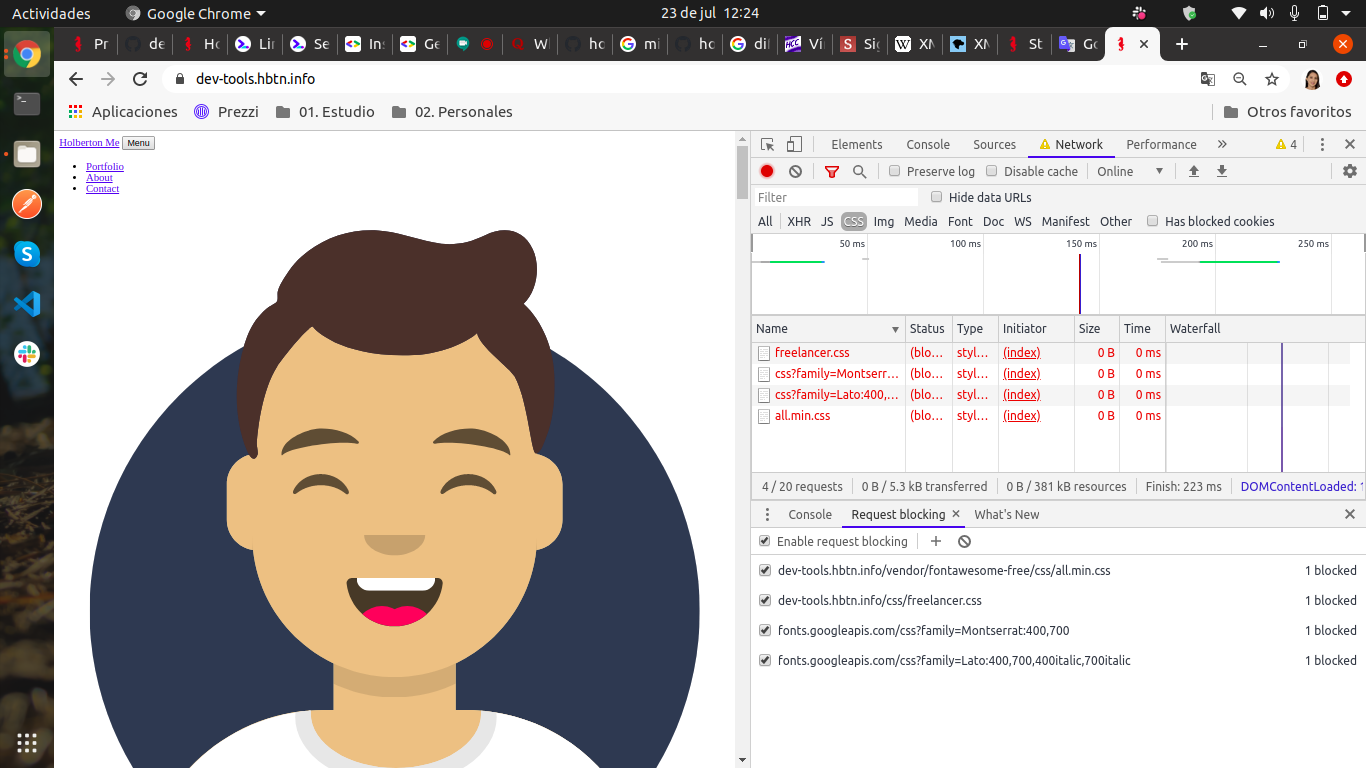 Actividades Google Chrome 23 de jul 12:24
Pr de Ho Lin Se Ins Ge W ho mi ho dif Ví Sig XM XM St Go
dev-tools.hbtn.info
Aplicaciones Prezzi 01. Estudio 02. Personales Otros favoritos
Holberton Me Menu
Portfolio
About
Contact
Elements Console Sources Network Performance » 4
Preserve log Disable cache Online
Filter Hide data URLs
All XHR JS CSS Img Media Font Doc WS Manifest Other Has blocked cookies
50 ms 100 ms 150 ms 200 ms 250 ms
Name Status Type Initiator Size Time Waterfall
freelancer.css (blo… styl… (index) 0 B 0 ms
css?family=Montserr… (blo… styl… (index) 0 B 0 ms
css?family=Lato:400,… (blo… styl… (index) 0 B 0 ms
all.min.css (blo… styl… (index) 0 B 0 ms
4 / 20 requests 0 B / 5.3 kB transferred 0 B / 381 kB resources Finish: 223 ms DOMContentLoaded: 1
Console Request blocking What's New
Enable request blocking
dev-tools.hbtn.info/vendor/fontawesome-free/css/all.min.css 1 blocked
dev-tools.hbtn.info/css/freelancer.css 1 blocked
fonts.googleapis.com/css?family=Montserrat:400,700 1 blocked
fonts.googleapis.com/css?family=Lato:400,700,400italic,700italic 1 blocked